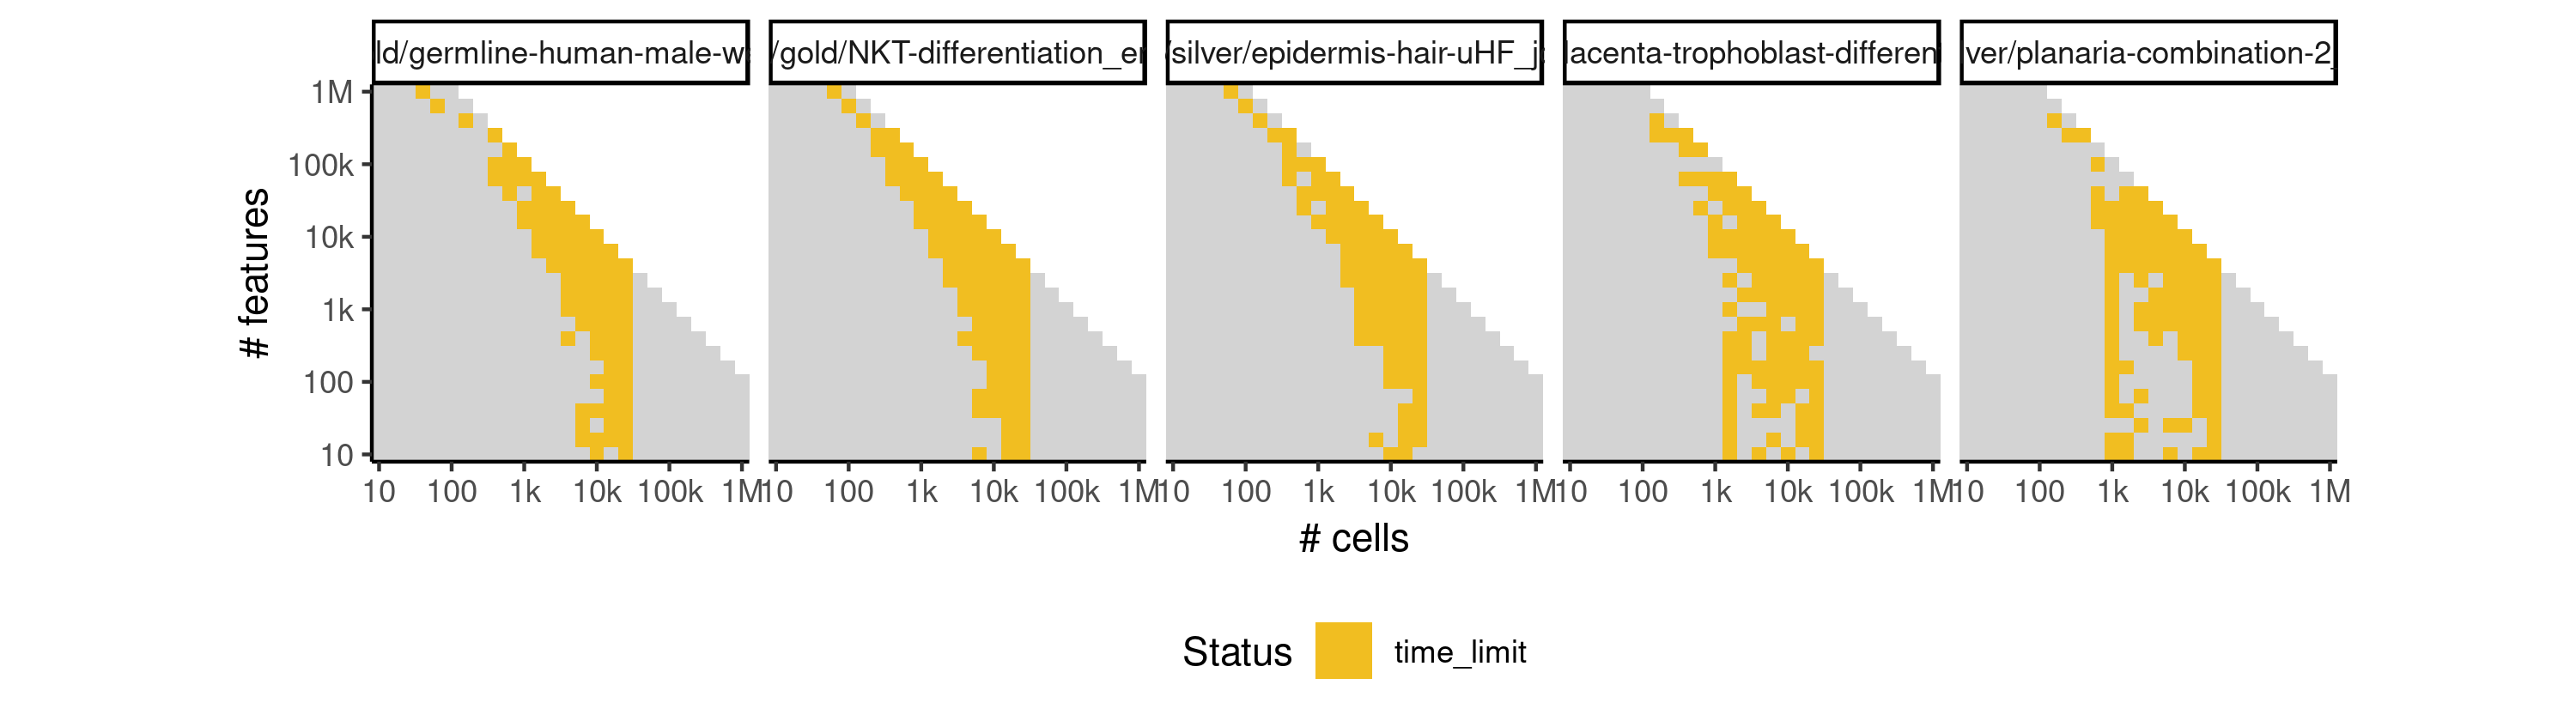 ld/germline-human-male-w
/gold/NKT-differentiation_e
silver/epidermis-hair-uHF_j
lacenta-trophoblast-differen
ver/planaria-combination-2_
# features
1M
100k
10k
1k
100
10
10 100 1k 10k 100k 1M
10 100 1k 10k 100k 1M
10 100 1k 10k 100k 1M
10 100 1k 10k 100k 1M
10 100 1k 10k 100k 1M
# cells
Status
time_limit